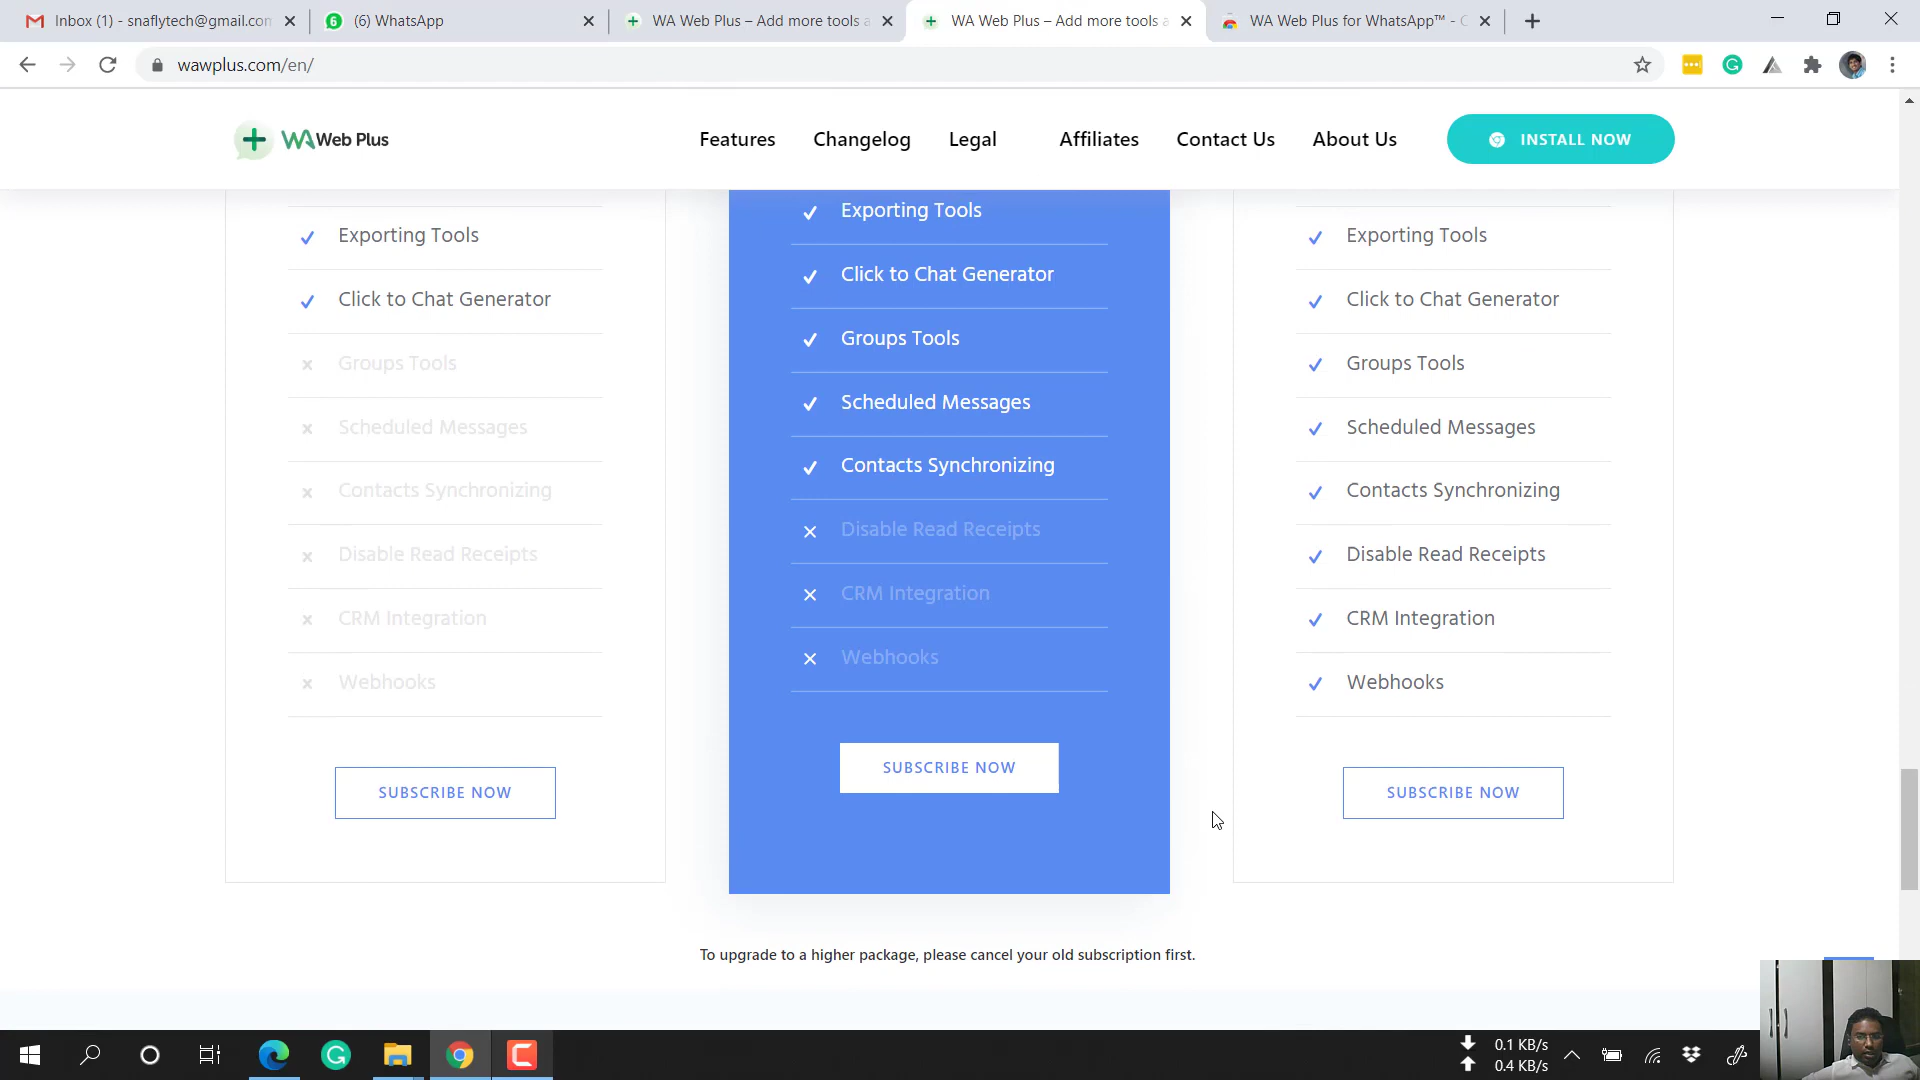 Inbox (1) - snaflytech@gmail.con
(6) WhatsApp
WA Web Plus – Add more tools a
WA Web Plus – Add more tools a
WA Web Plus for WhatsApp™ - C
wawplus.com/en/
WA Web Plus
Features
Changelog
Legal
Affiliates
Contact Us
About Us
INSTALL NOW
Exporting Tools
Click to Chat Generator
Groups Tools
Scheduled Messages
Contacts Synchronizing
Disable Read Receipts
CRM Integration
Webhooks
SUBSCRIBE NOW
Exporting Tools
Click to Chat Generator
Groups Tools
Scheduled Messages
Contacts Synchronizing
Disable Read Receipts
CRM Integration
Webhooks
SUBSCRIBE NOW
Exporting Tools
Click to Chat Generator
Groups Tools
Scheduled Messages
Contacts Synchronizing
Disable Read Receipts
CRM Integration
Webhooks
SUBSCRIBE NOW
To upgrade to a higher package, please cancel your old subscription first.
0.1 KB/s
0.4 KB/s